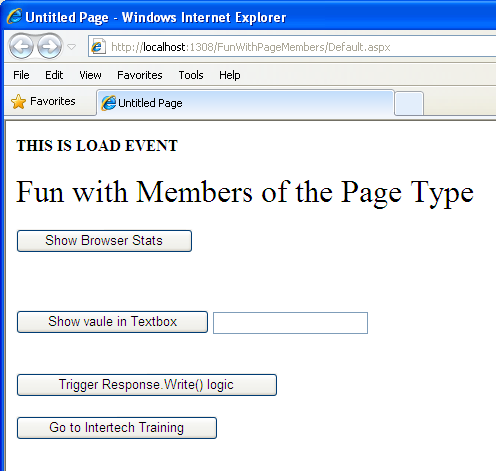 Untitled Page - Windows Internet Explorer
http://localhost:1308/FunWithPageMembers/Default.aspx
File Edit View Favorites Tools Help
Favorites Untitled Page
THIS IS LOAD EVENT
Fun with Members of the Page Type
Show Browser Stats
Show vaule in Textbox
Trigger Response.Write() logic
Go to Intertech Training